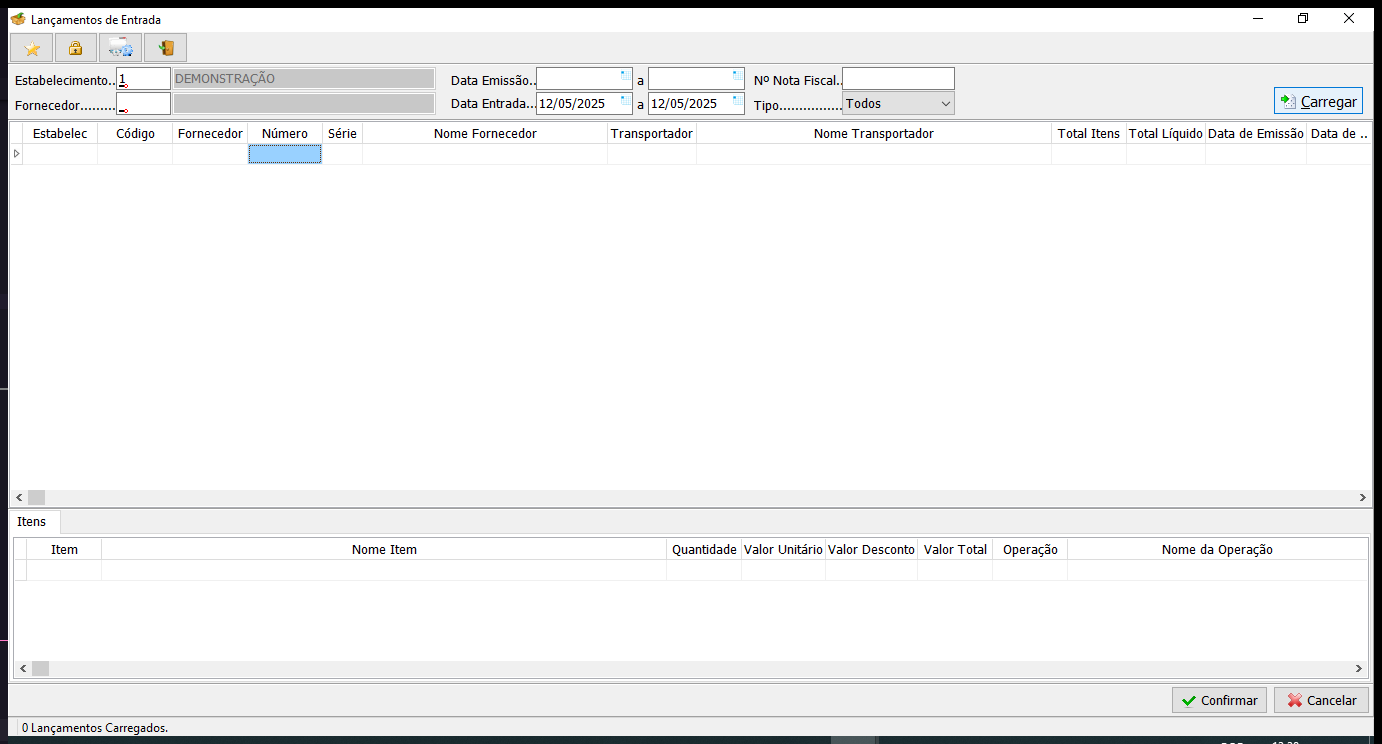 Lançamentos de Entrada
Estabelecimento.. 1 DEMONSTRAÇÃO Data Emissão.. a Nº Nota Fiscal..
Fornecedor......... Data Entrada... 12/05/2025 a 12/05/2025 Tipo................ Todos Carregar
Estabelec Código Fornecedor Número Série Nome Fornecedor Transportador Nome Transportador Total Itens Total Líquido Data de Emissão Data de ..
Itens
Item Nome Item Quantidade Valor Unitário Valor Desconto Valor Total Operação Nome da Operação
Confirmar Cancelar
0 Lançamentos Carregados.